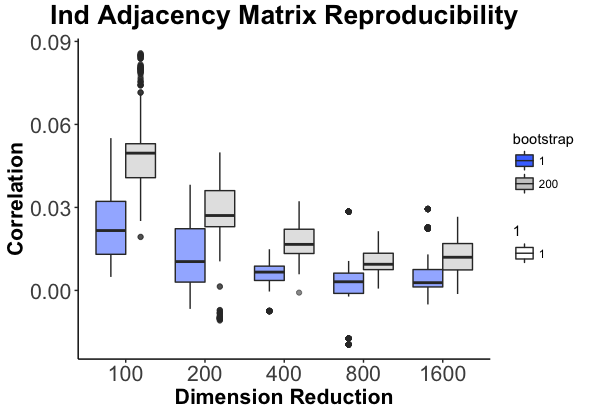 Ind Adjacency Matrix Reproducibility
0.09
0.06
0.03
0.00
Correlation
100 200 400 800 1600
Dimension Reduction
bootstrap
1
200
1
1